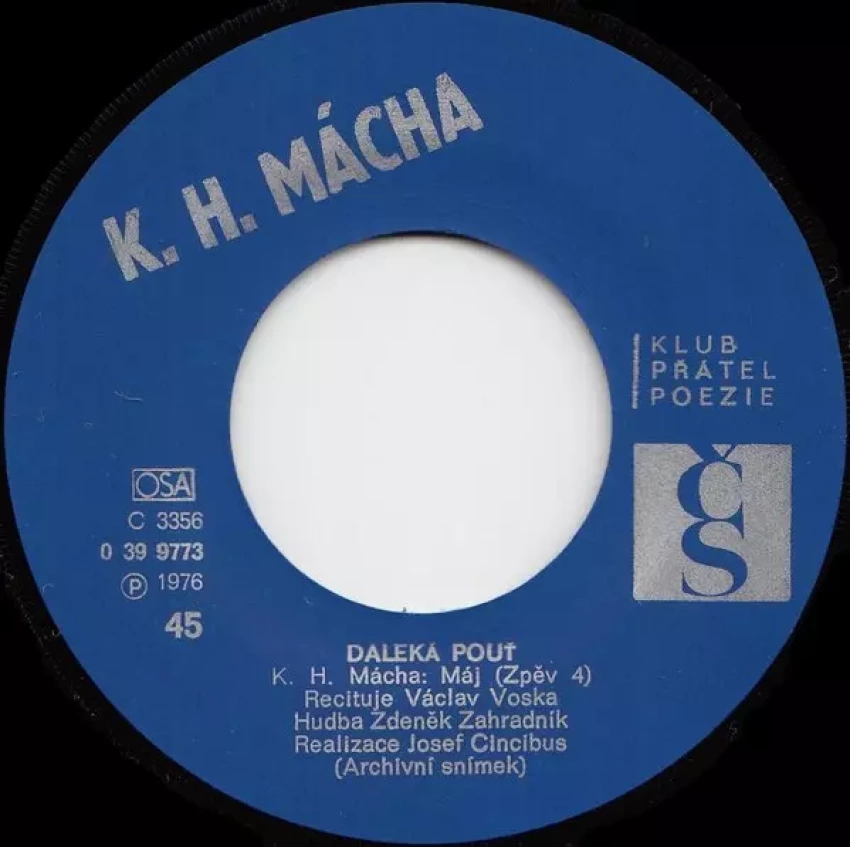 K. H. MÁCHA
KLUB
PŘÁTEL
POEZIE
ČS
OSA
C 3356
0 39 9773
Ⓟ 1976
45
DALEKÁ POUŤ
K. H. Mácha: Máj (Zpěv 4)
Recituje Václav Voska
Hudba Zdeněk Zahradník
Realizace Josef Cincibus
(Archivní snímek)